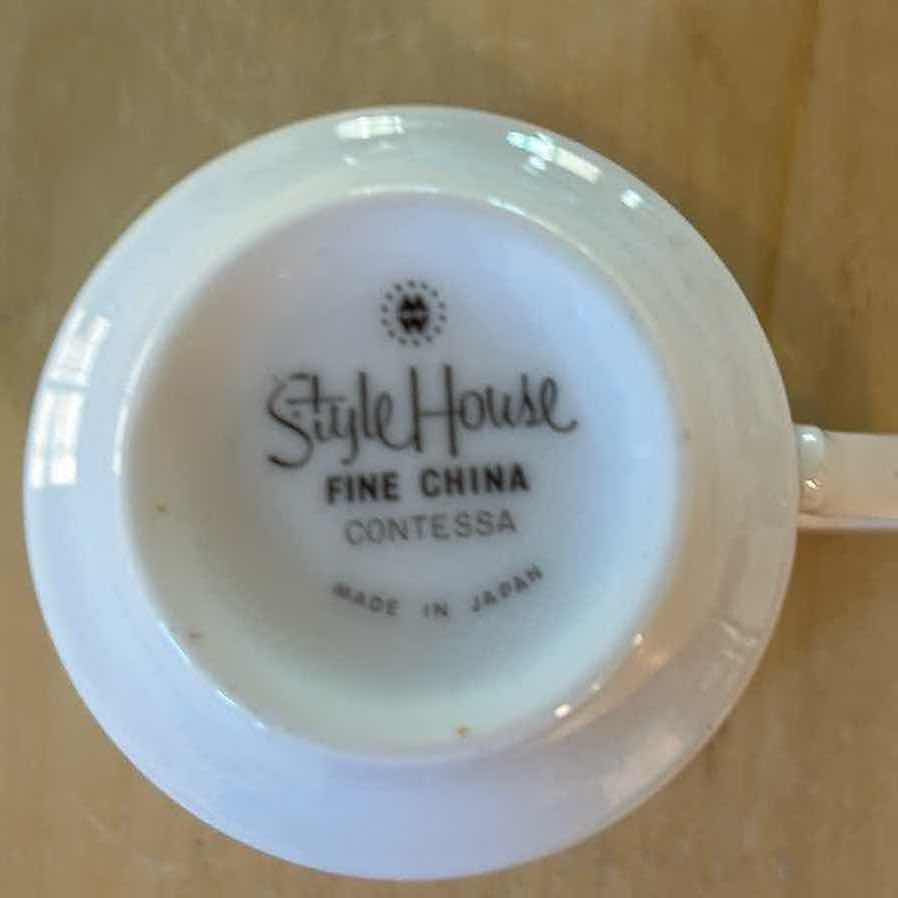 M
W
Style House
FINE CHINA
CONTESSA
MADE IN JAPAN